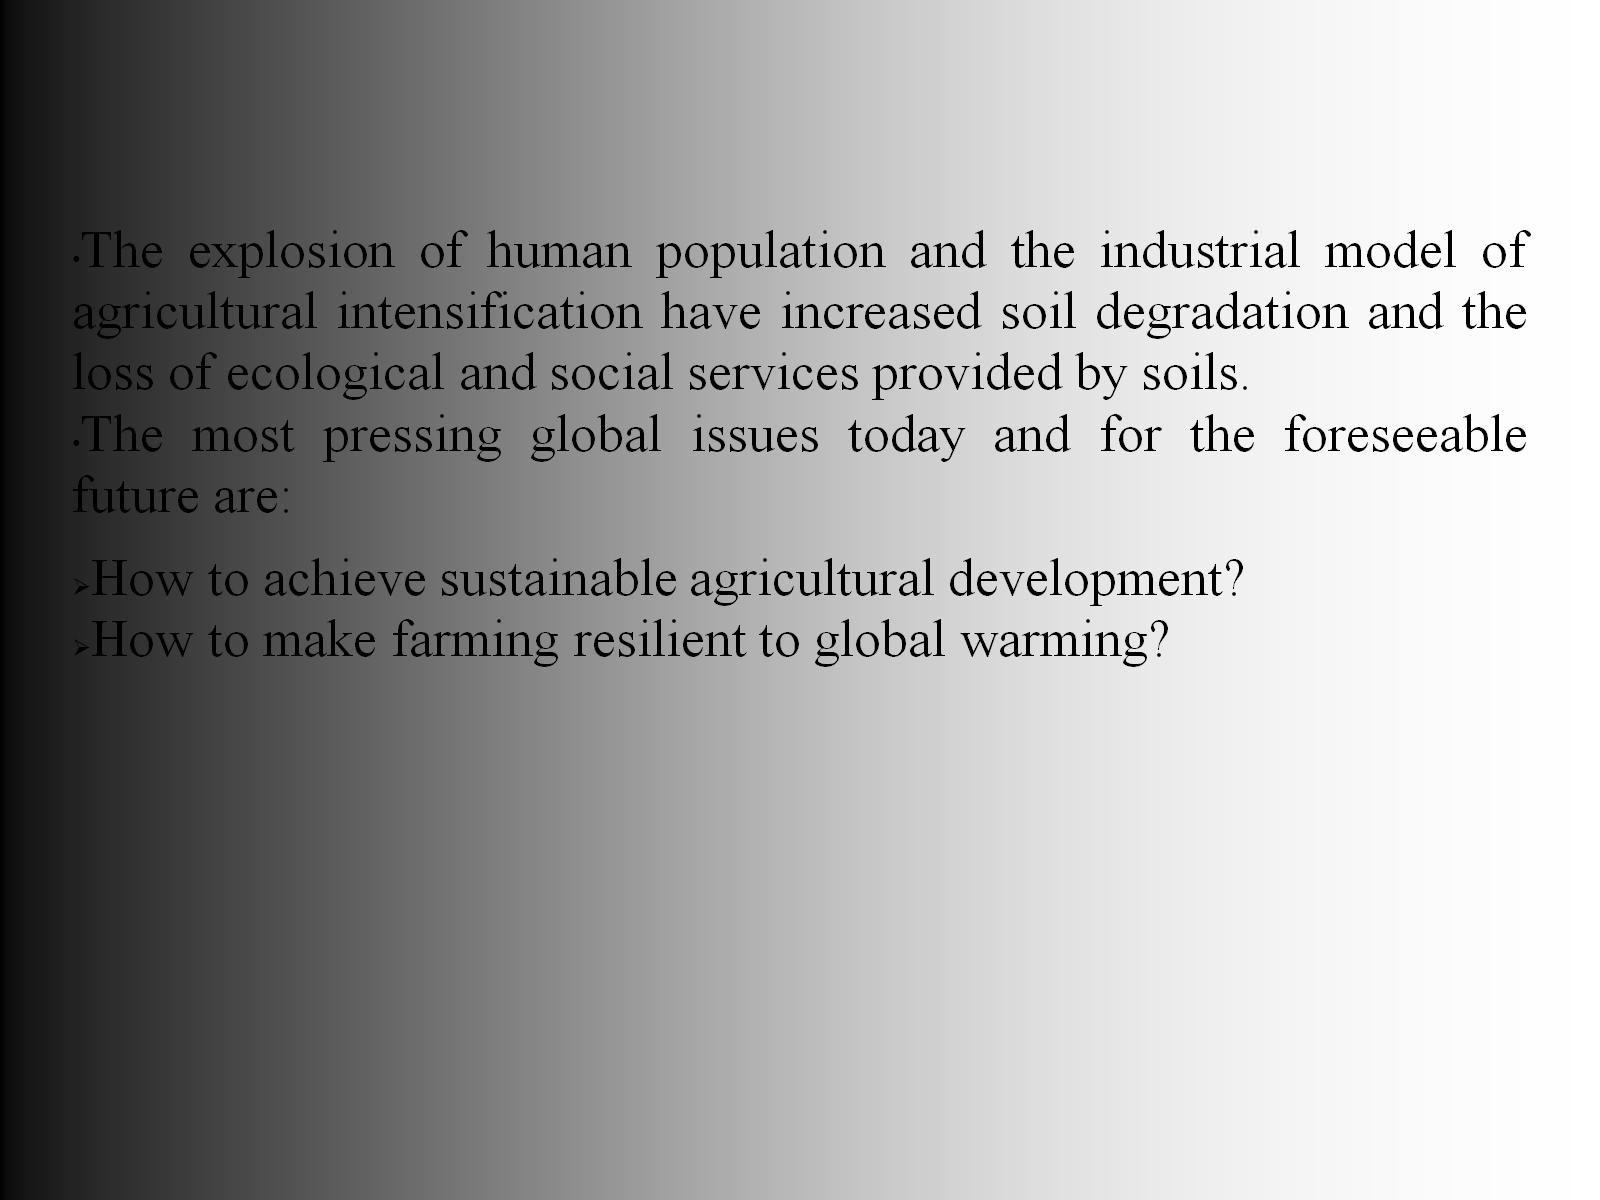 •The explosion of human population and the industrial model of
agricultural intensification have increased soil degradation and the
loss of ecological and social services provided by soils.
•The most pressing global issues today and for the foreseeable
future are:
➢How to achieve sustainable agricultural development?
➢How to make farming resilient to global warming?